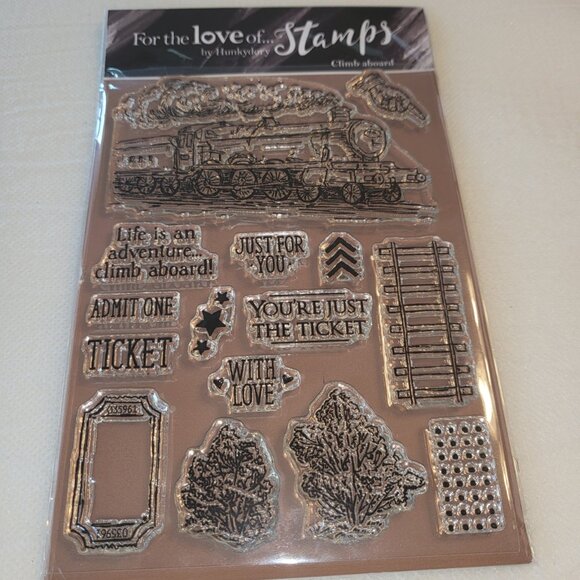 For the love of... Stamps
by Hunkydory
Climb aboard
Life is an
adventure...
climb aboard!
JUST FOR
YOU
ADMIT ONE
YOU'RE JUST
THE TICKET
TICKET
WITH
LOVE